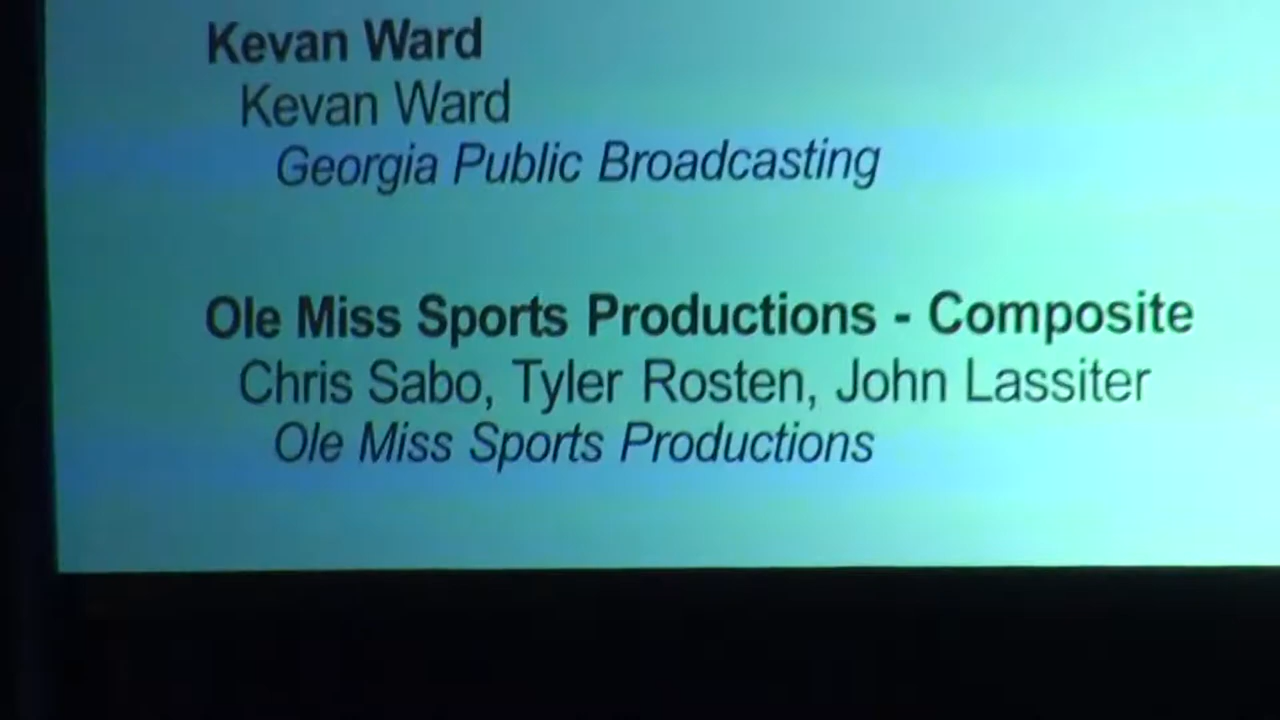 Kevan Ward
Kevan Ward
Georgia Public Broadcasting
Ole Miss Sports Productions - Composite
Chris Sabo, Tyler Rosten, John Lassiter
Ole Miss Sports Productions